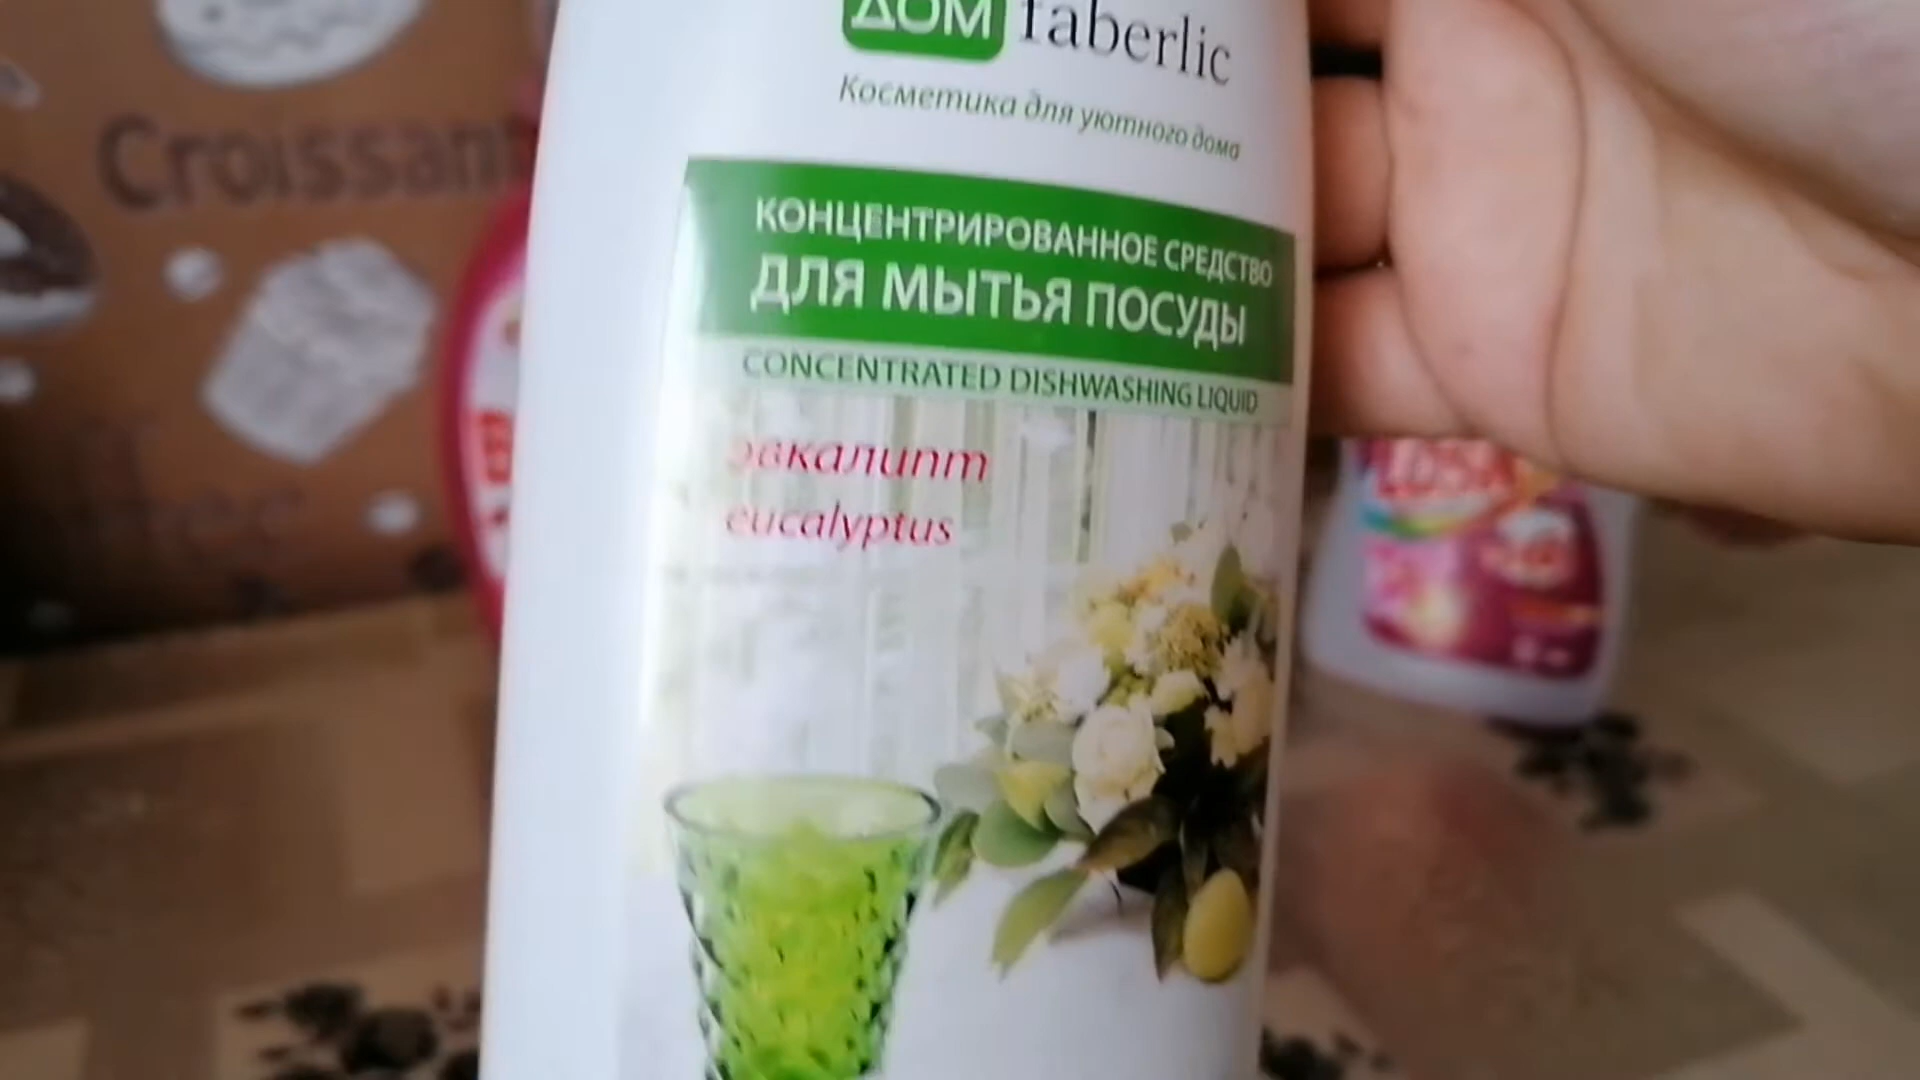 ДОМ faberlic
Косметика для уютного дома
Croissant
КОНЦЕНТРИРОВАННОЕ СРЕДСТВО
ДЛЯ МЫТЬЯ ПОСУДЫ
CONCENTRATED DISHWASHING LIQUID
эвкалипт
eucalyptus